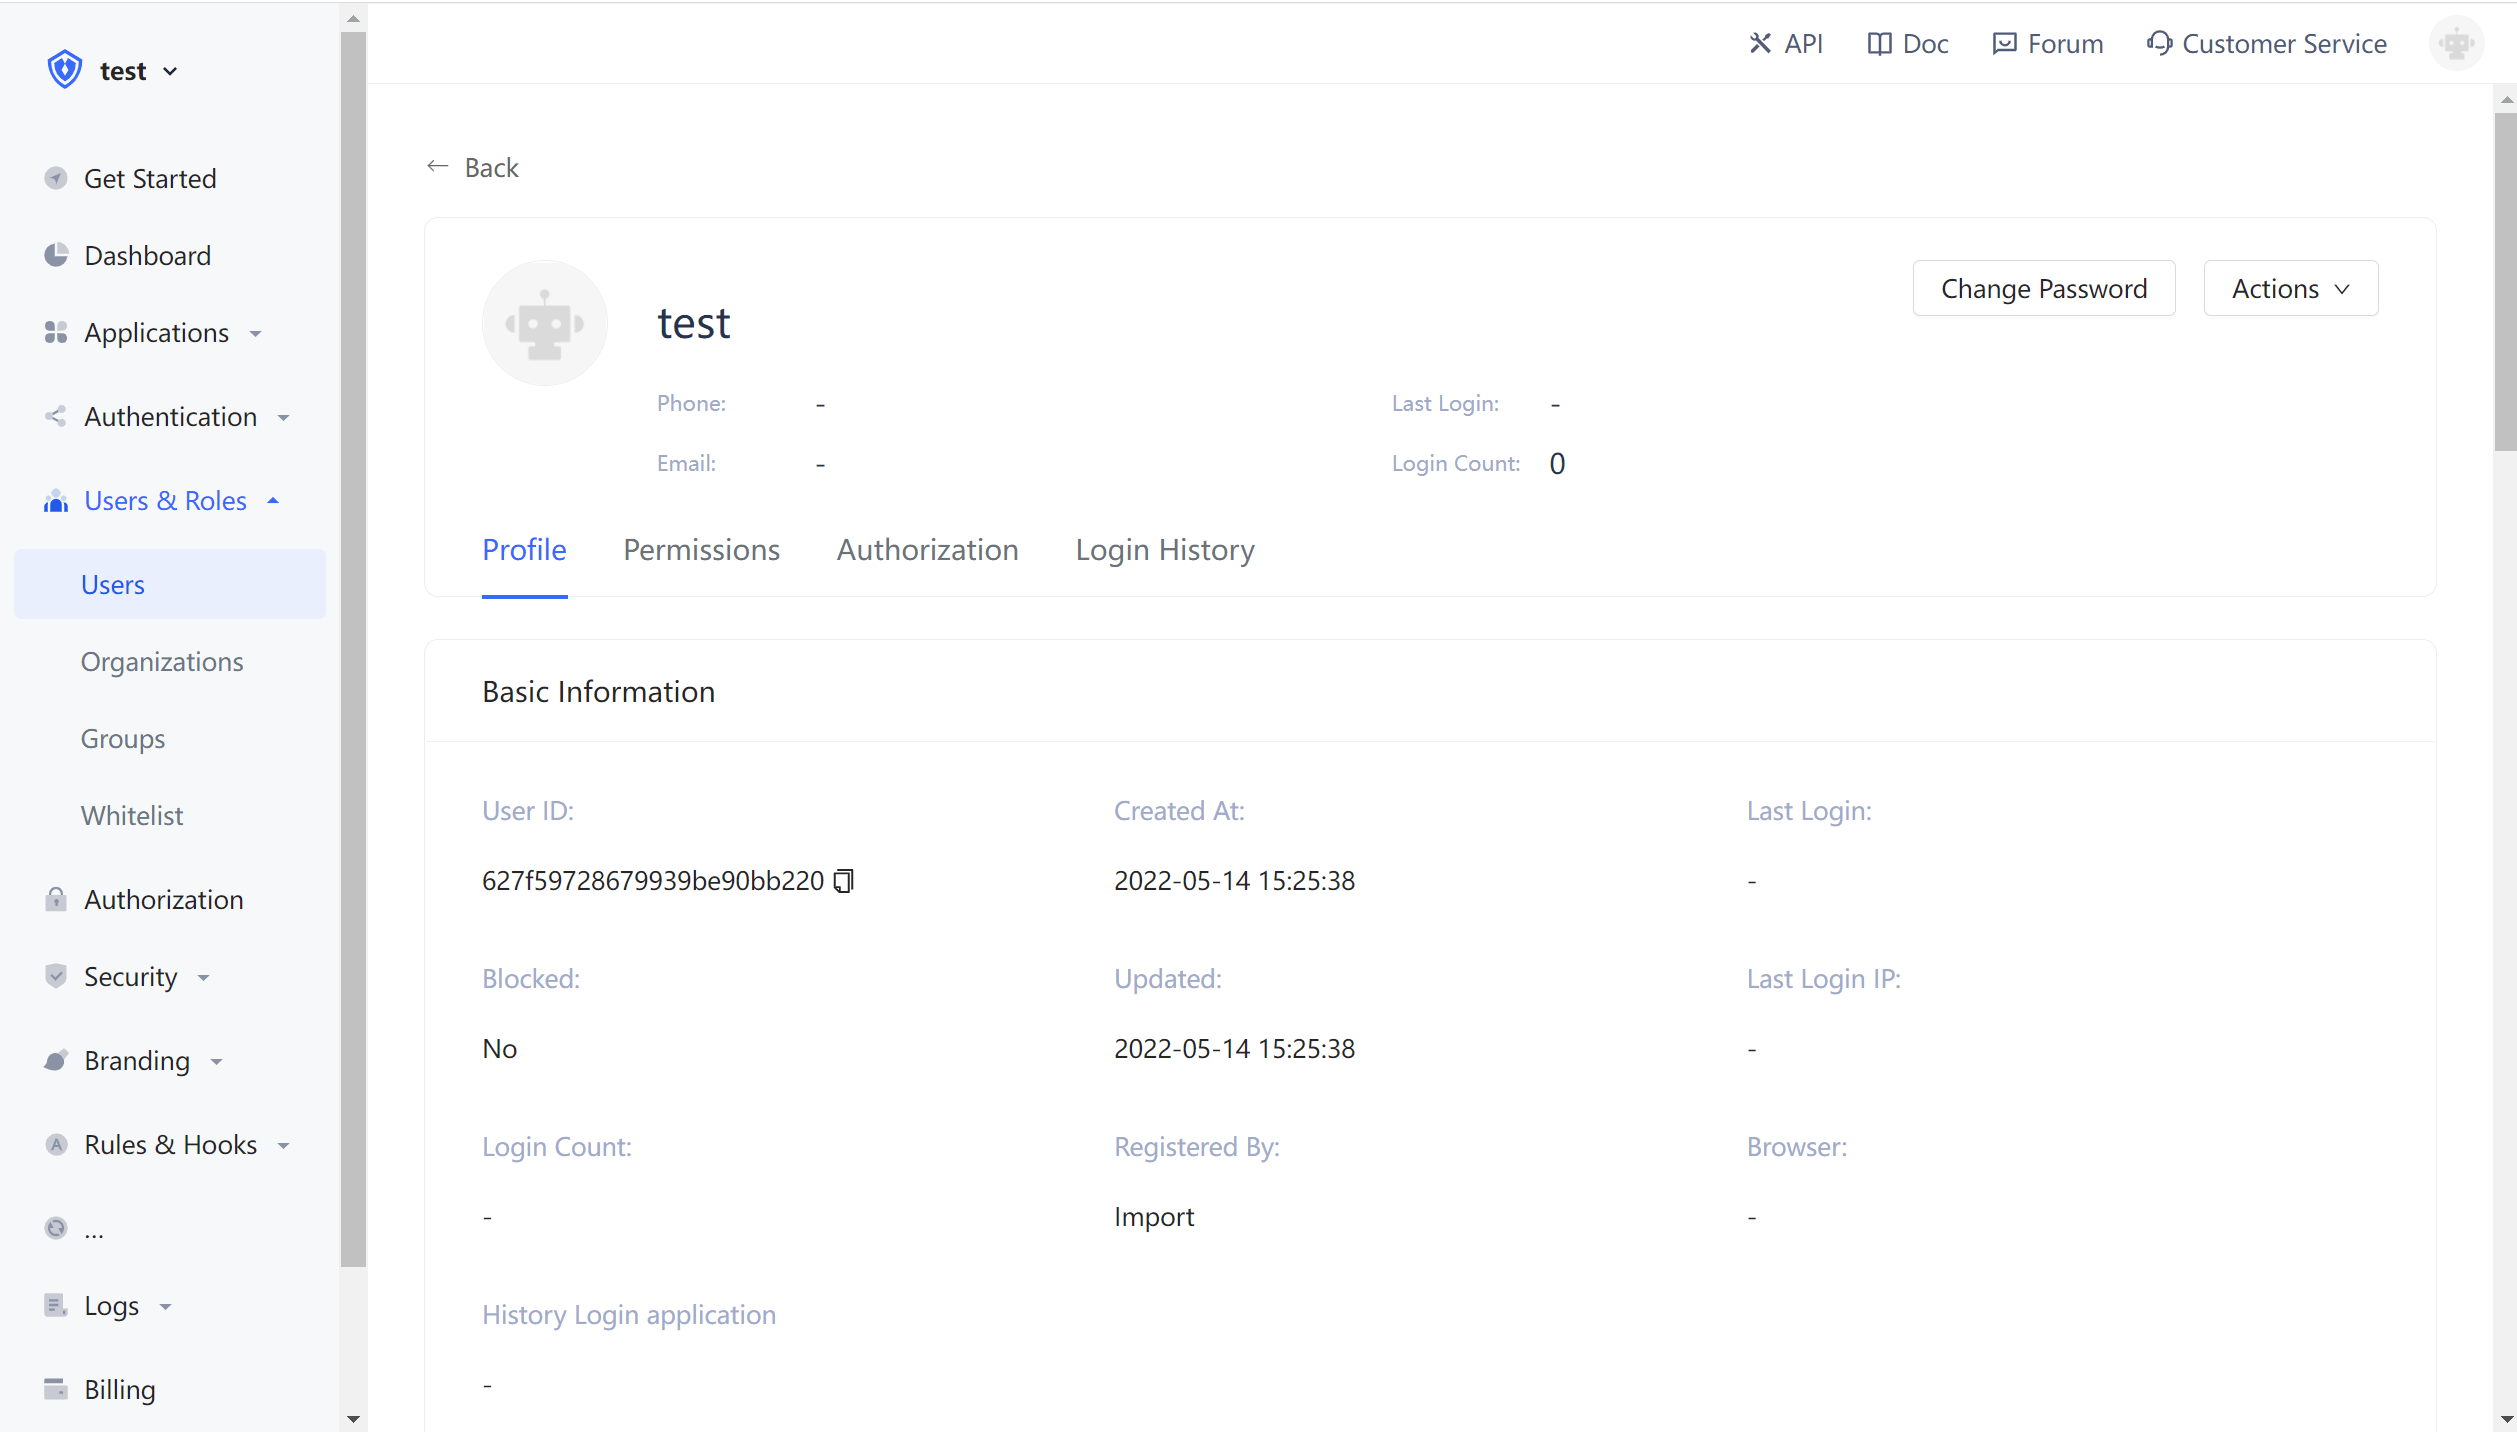 test
Get Started
Dashboard
Applications
Authentication
Users & Roles
Users
Organizations
Groups
Whitelist
Authorization
Security
Branding
Rules & Hooks
...
Logs
Billing
API Doc Forum Customer Service
Back
test
Change Password Actions
Phone: - Last Login: -
Email: - Login Count: 0
Profile Permissions Authorization Login History
Basic Information
User ID: Created At: Last Login:
627f59728679939be90bb220 2022-05-14 15:25:38 -
Blocked: Updated: Last Login IP:
No 2022-05-14 15:25:38 -
Login Count: Registered By: Browser:
- Import -
History Login application
-